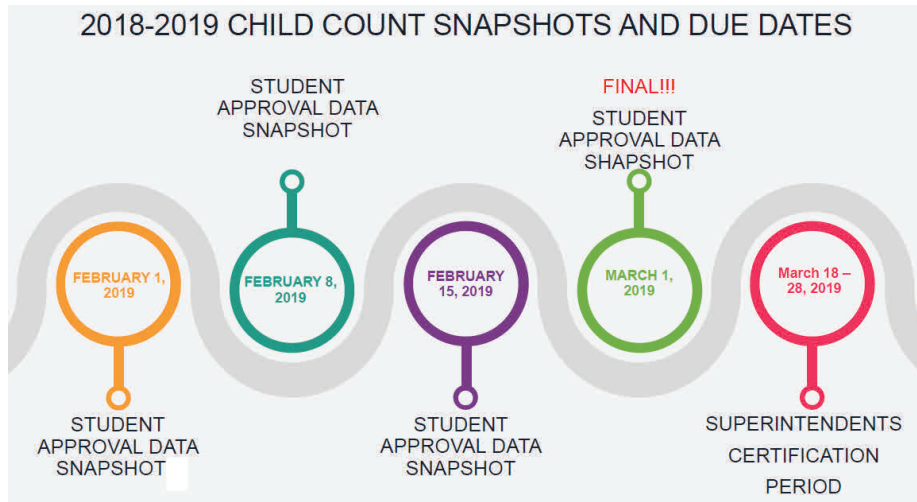 2018-2019 CHILD COUNT SNAPSHOTS AND DUE DATES
STUDENT
APPROVAL DATA
SNAPSHOT
FINAL!!!
STUDENT
APPROVAL DATA
SHAPSHOT
FEBRUARY 1,
2019
FEBRUARY 8,
2019
FEBRUARY
15, 2019
MARCH 1,
2019
March 18 –
28, 2019
STUDENT
APPROVAL DATA
SNAPSHOT
STUDENT
APPROVAL DATA
SNAPSHOT
SUPERINTENDENTS
CERTIFICATION
PERIOD